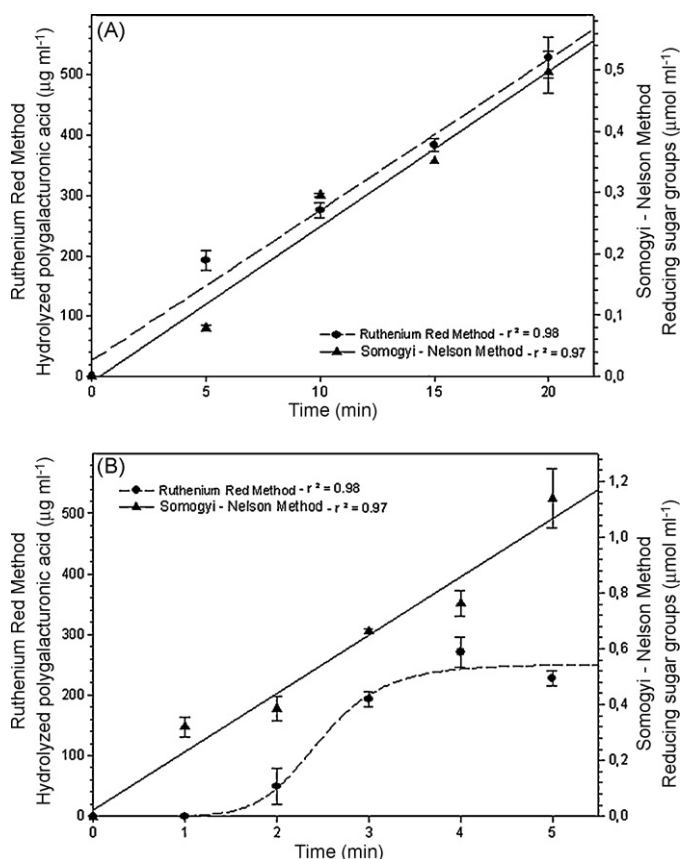 (A)
Ruthenium Red Method
Hydrolyzed polygalacturonic acid (μg ml⁻¹)
500
400
300
200
100
0
0,5
0,4
0,3
0,2
0,1
0,0
Somogyi - Nelson Method
Reducing sugar groups (μmol ml⁻¹)
Ruthenium Red Method - r² = 0.98
Somogyi - Nelson Method - r² = 0.97
0 5 10 15 20
Time (min)
(B)
Ruthenium Red Method - r² = 0.98
Somogyi - Nelson Method - r² = 0.97
Ruthenium Red Method
Hydrolyzed polygalacturonic acid (μg ml⁻¹)
500
400
300
200
100
0
1,2
1,0
0,8
0,6
0,4
0,2
0,0
Somogyi - Nelson Method
Reducing sugar groups (μmol ml⁻¹)
0 1 2 3 4 5
Time (min)